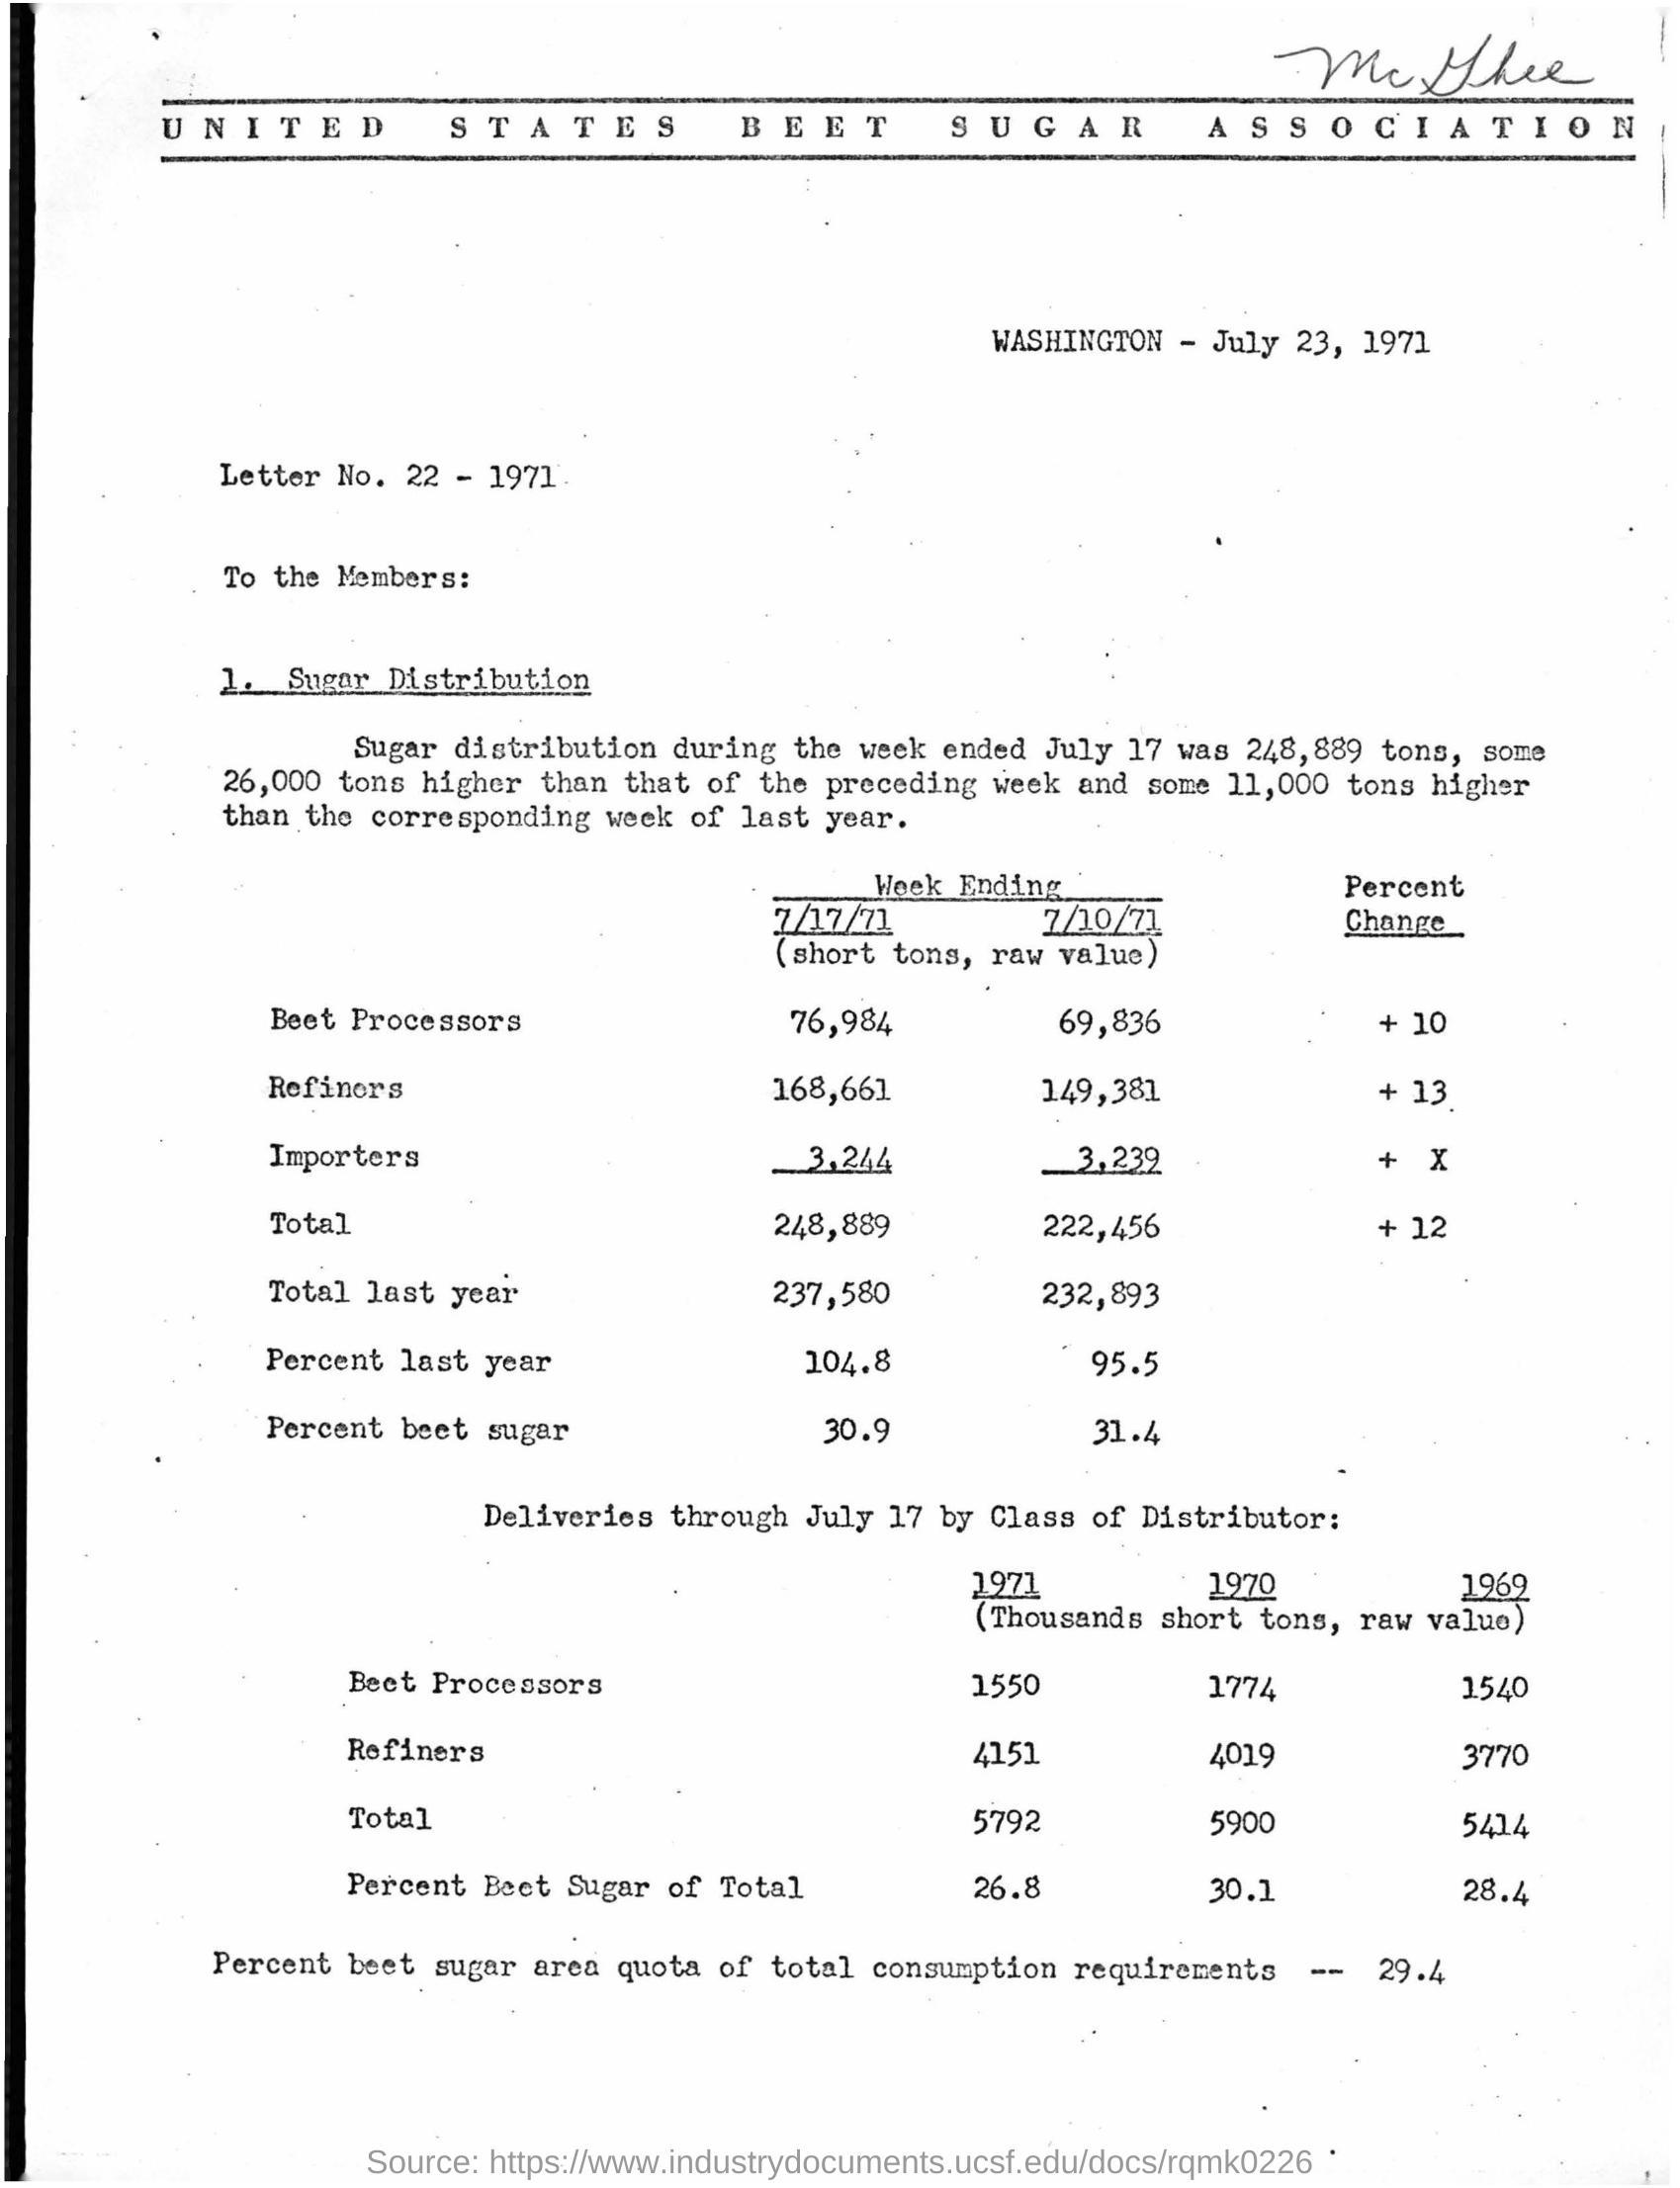 Mc Ghee
UNITED STATES BEET SUGAR ASSOCIATION
WASHINGTON - July 23, 1971
Letter No. 22 - 1971
To the Members:
1. Sugar Distribution
Sugar distribution during the week ended July 17 was 248,889 tons, some
26,000 tons higher than that of the preceding week and some 11,000 tons higher
than the corresponding week of last year.
Week Ending Percent
7/17/71 7/10/71 Change
(short tons, raw value)
Beet Processors 76,984 69,836 + 10
Refiners 168,661 149,381 + 13
Importers 3,244 3,239 + X
Total 248,889 222,456 + 12
Total last year 237,580 232,893
Percent last year 104.8 95.5
Percent beet sugar 30.9 31.4
Deliveries through July 17 by Class of Distributor:
1971 1970 1969
(Thousands short tons, raw value)
Beet Processors 1550 1774 1540
Refiners 4151 4019 3770
Total 5792 5900 5414
Percent Beet Sugar of Total 26.8 30.1 28.4
Percent beet sugar area quota of total consumption requirements -- 29.4
Source: https://www.industrydocuments.ucsf.edu/docs/rqmk0226